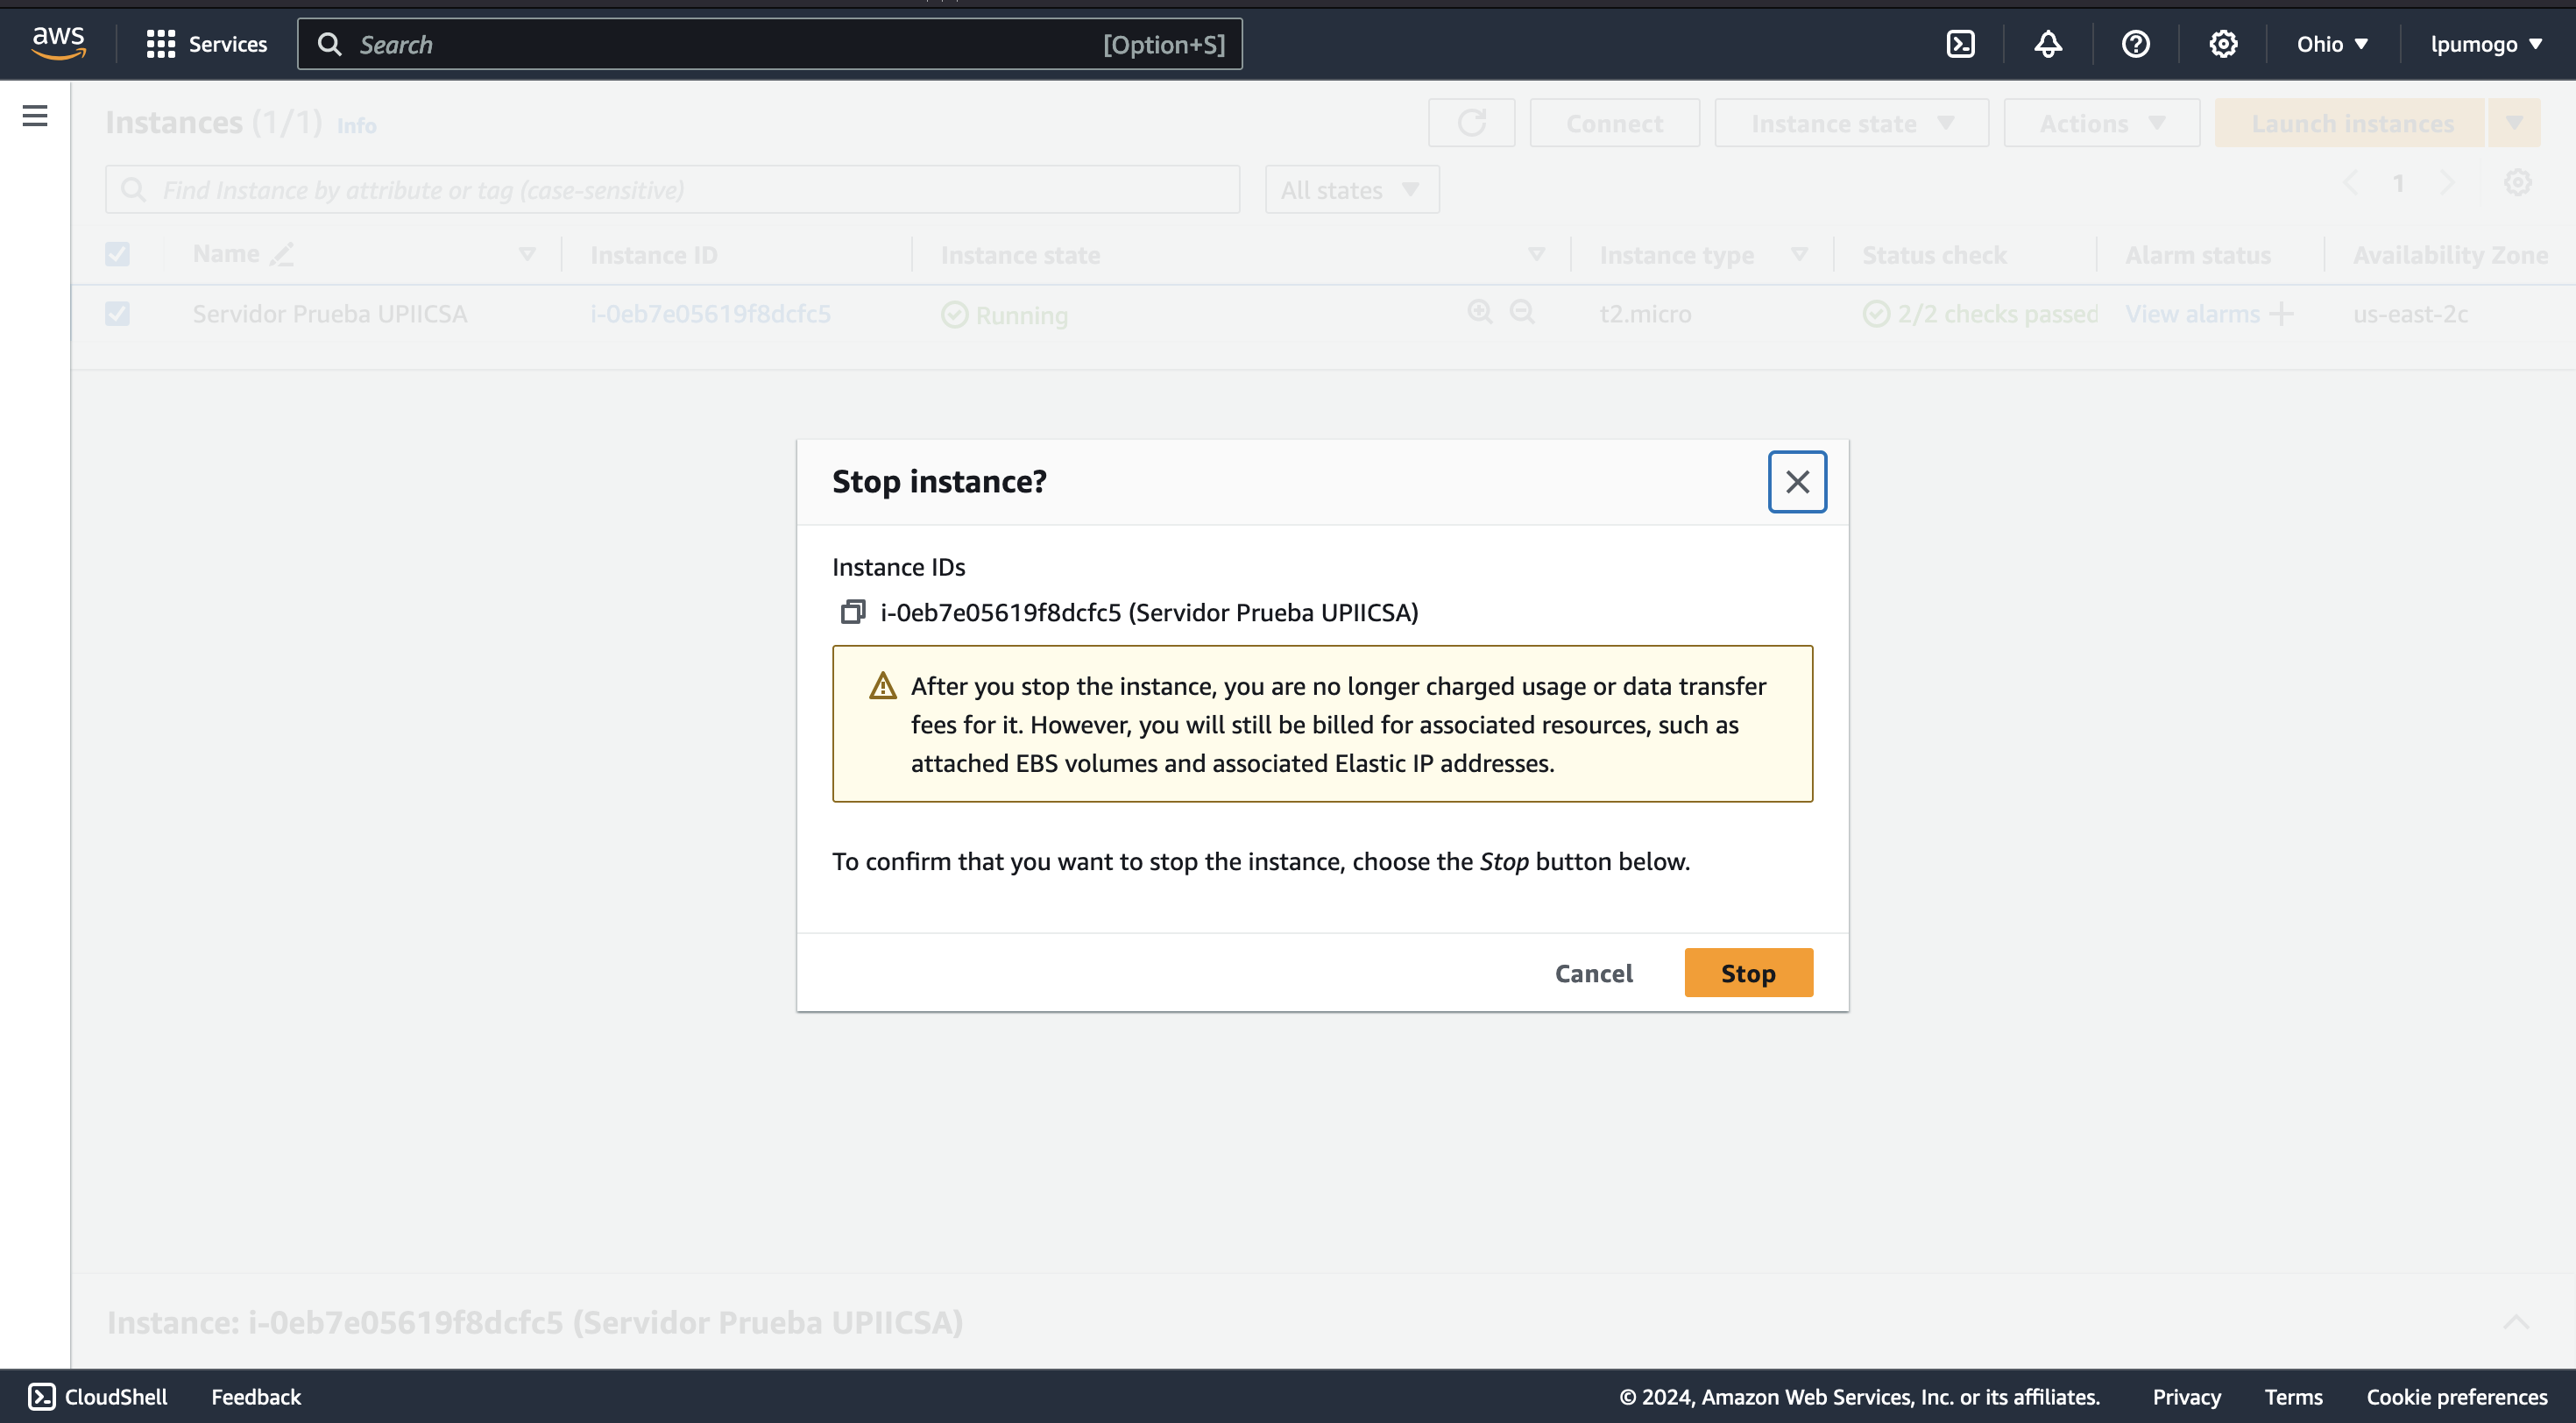 aws
Services
Search
[Option+S]
Ohio
lpumogo
Instances (1/1) Info
Connect
Instance state
Actions
Launch instances
Find Instance by attribute or tag (case-sensitive)
All states
1
Name
Instance ID
Instance state
Instance type
Status check
Alarm status
Availability Zone
Servidor Prueba UPIICSA
i-0eb7e05619f8dcfc5
Running
t2.micro
2/2 checks passed
View alarms
us-east-2c
Stop instance?
Instance IDs
i-0eb7e05619f8dcfc5 (Servidor Prueba UPIICSA)
After you stop the instance, you are no longer charged usage or data transfer
fees for it. However, you will still be billed for associated resources, such as
attached EBS volumes and associated Elastic IP addresses.
To confirm that you want to stop the instance, choose the Stop button below.
Cancel
Stop
Instance: i-0eb7e05619f8dcfc5 (Servidor Prueba UPIICSA)
CloudShell
Feedback
© 2024, Amazon Web Services, Inc. or its affiliates.
Privacy
Terms
Cookie preferences